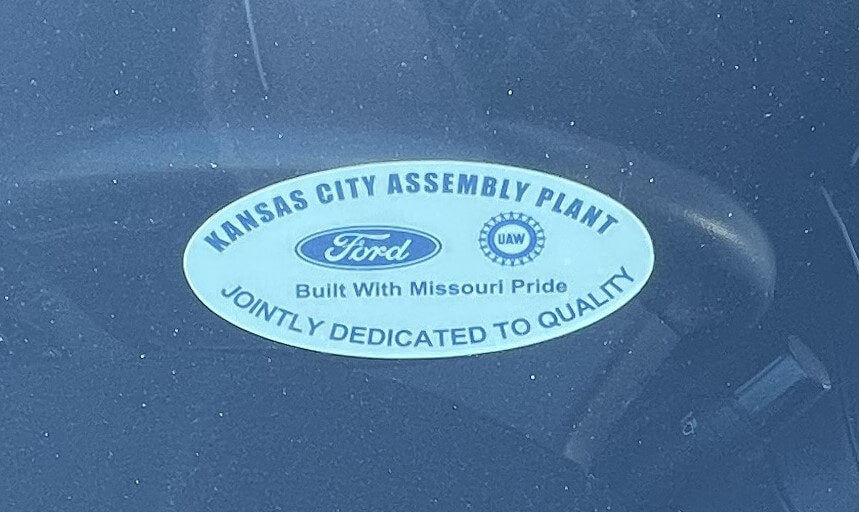 KANSAS CITY ASSEMBLY PLANT
Ford
UAW
Built With Missouri Pride
JOINTLY DEDICATED TO QUALITY